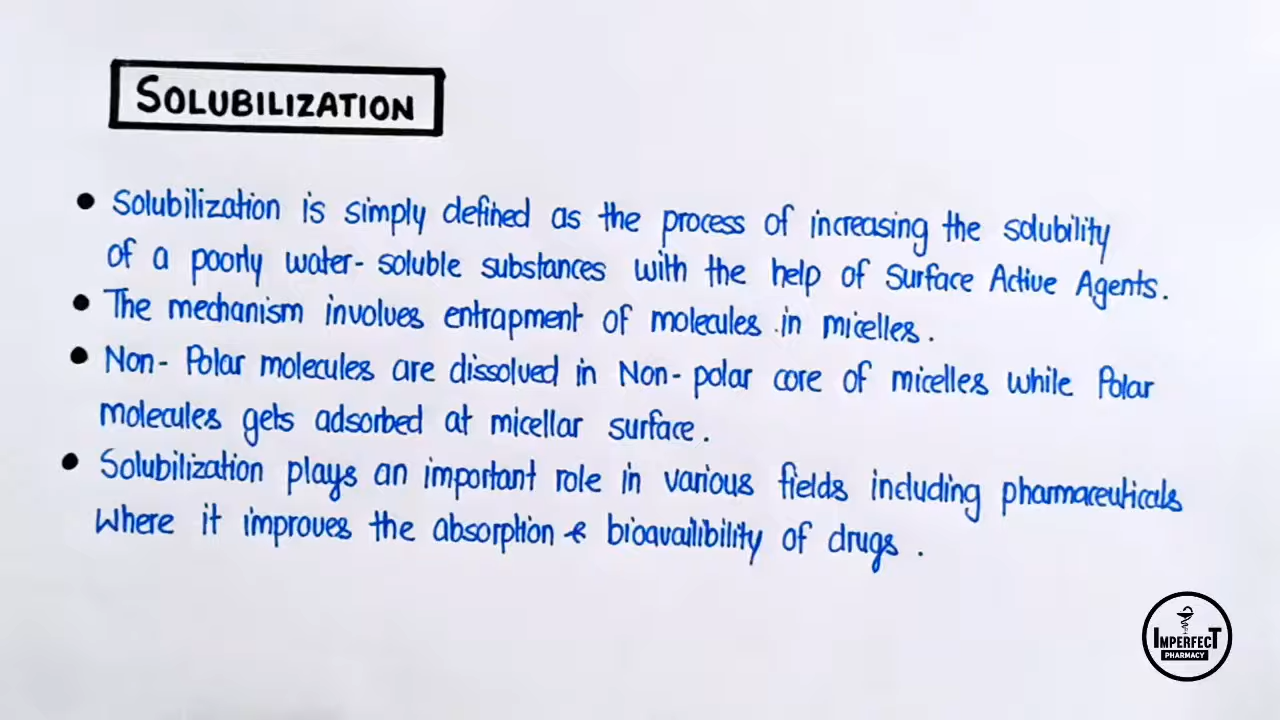 SOLUBILIZATION
• Solubilization is simply defined as the process of increasing the solubility
of a poorly water-soluble substances with the help of Surface Active Agents.
• The mechanism involves entrapment of molecules in micelles.
• Non-Polar molecules are dissolved in Non-polar core of micelles while Polar
molecules gets adsorbed at micellar surface.
• Solubilization plays an important role in various fields including pharmaceuticals
Where it improves the absorption & bioavailibility of drugs.
IMPERFECT
PHARMACY